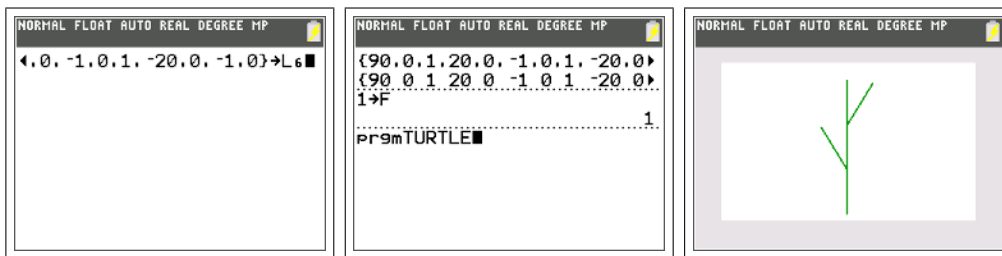 NORMAL FLOAT AUTO REAL DEGREE MP
◂.0,-1,0,1,-20,0,-1,0}→L₆
NORMAL FLOAT AUTO REAL DEGREE MP
{90,0,1,20,0,-1,0,1,-20,0▸
{90 0 1 20 0 -1 0 1 -20 0▸
1→F
1
prgmTURTLE
NORMAL FLOAT AUTO REAL DEGREE MP